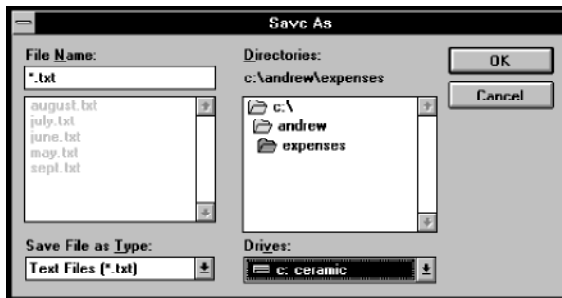 Save As
File Name:
*.txt
august.txt
july.txt
june.txt
may.txt
sept.txt
Save File as Type:
Text Files (*.txt)
Directories:
c:\andrew\expenses
c:\
andrew
expenses
Drives:
c: ceramic
OK
Cancel